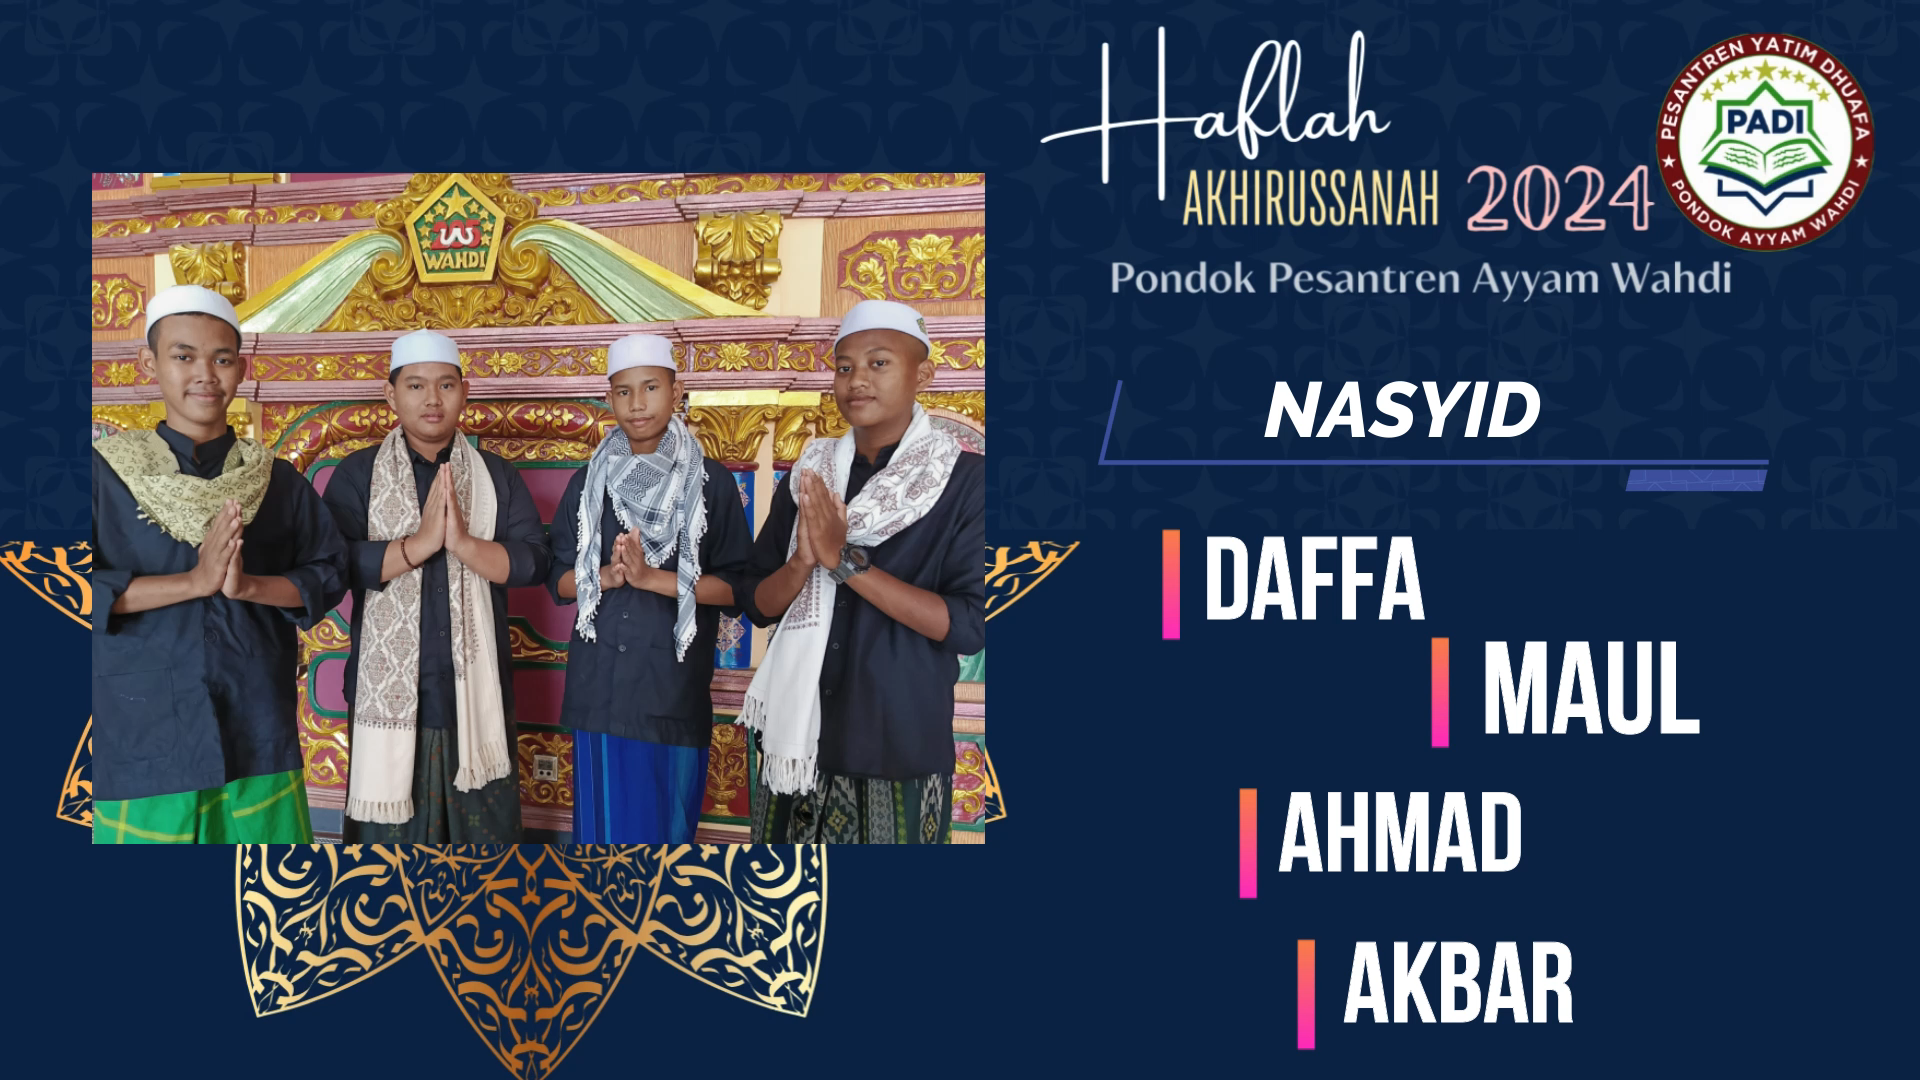 Haflah
AKHIRUSSANAH 2024
Pondok Pesantren Ayyam Wahdi
PESANTREN YATIM DHUAFA
PADI
PONDOK AYYAM WAHDI
WAHDI
NASYID
DAFFA
MAUL
AHMAD
AKBAR